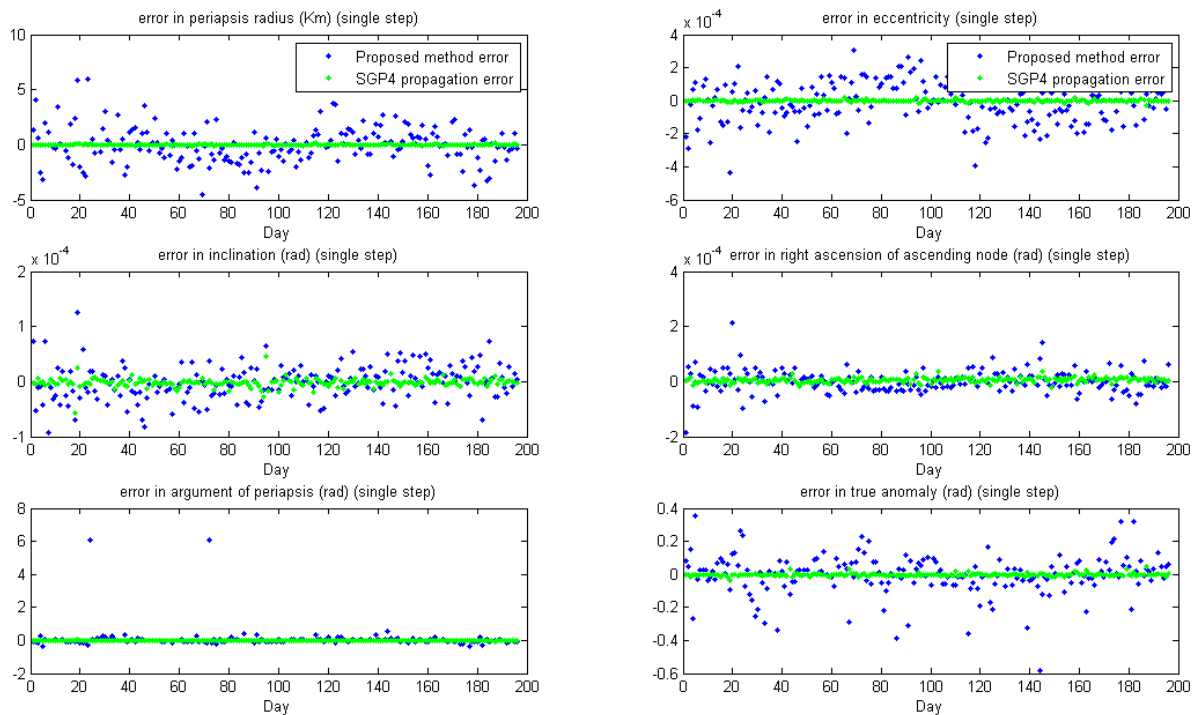 error in periapsis radius (Km) (single step)
10
5
0
-5
0 20 40 60 80 100 120 140 160 180 200
Day
Proposed method error
SGP4 propagation error
error in eccentricity (single step)
x 10-4
4
2
0
-2
-4
-6
0 20 40 60 80 100 120 140 160 180 200
Day
Proposed method error
SGP4 propagation error
error in inclination (rad) (single step)
x 10-4
2
1
0
-1
0 20 40 60 80 100 120 140 160 180 200
Day
error in right ascension of ascending node (rad) (single step)
x 10-4
4
2
0
-2
0 20 40 60 80 100 120 140 160 180 200
Day
error in argument of periapsis (rad) (single step)
8
6
4
2
0
-2
0 20 40 60 80 100 120 140 160 180 200
Day
error in true anomaly (rad) (single step)
0.4
0.2
0
-0.2
-0.4
-0.6
0 20 40 60 80 100 120 140 160 180 200
Day